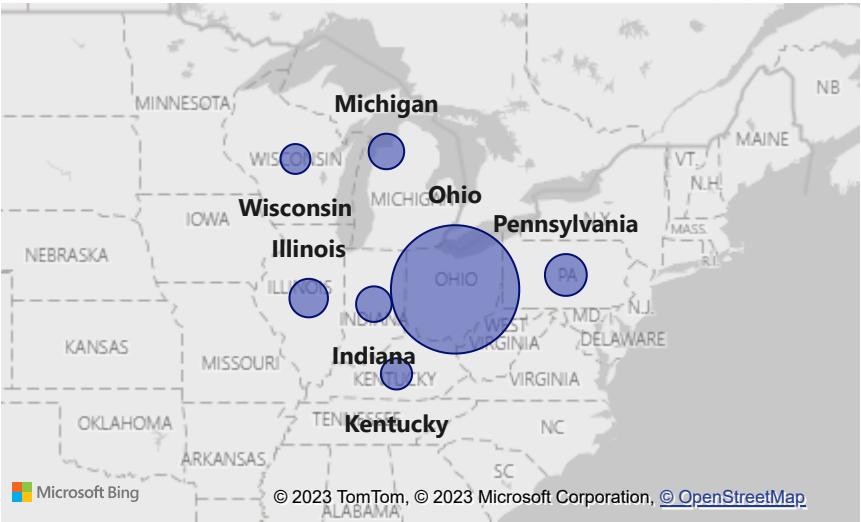 NB
MINNESOTA
Michigan
MAINE
WISCONSIN
VT.
N.H.
MICHIGAN
Ohio
Wisconsin
IOWA
N.Y.
Pennsylvania
MASS.
Illinois
NEBRASKA
R.I.
OHIO
PA
ILLINOIS
INDIANA
N.J.
MD.
WEST
VIRGINIA
DELAWARE
KANSAS
MISSOURI
Indiana
KENTUCKY
VIRGINIA
OKLAHOMA
TENNESSEE
Kentucky
NC
ARKANSAS
SC
Microsoft Bing
© 2023 TomTom, © 2023 Microsoft Corporation, © OpenStreetMap
ALABAMA